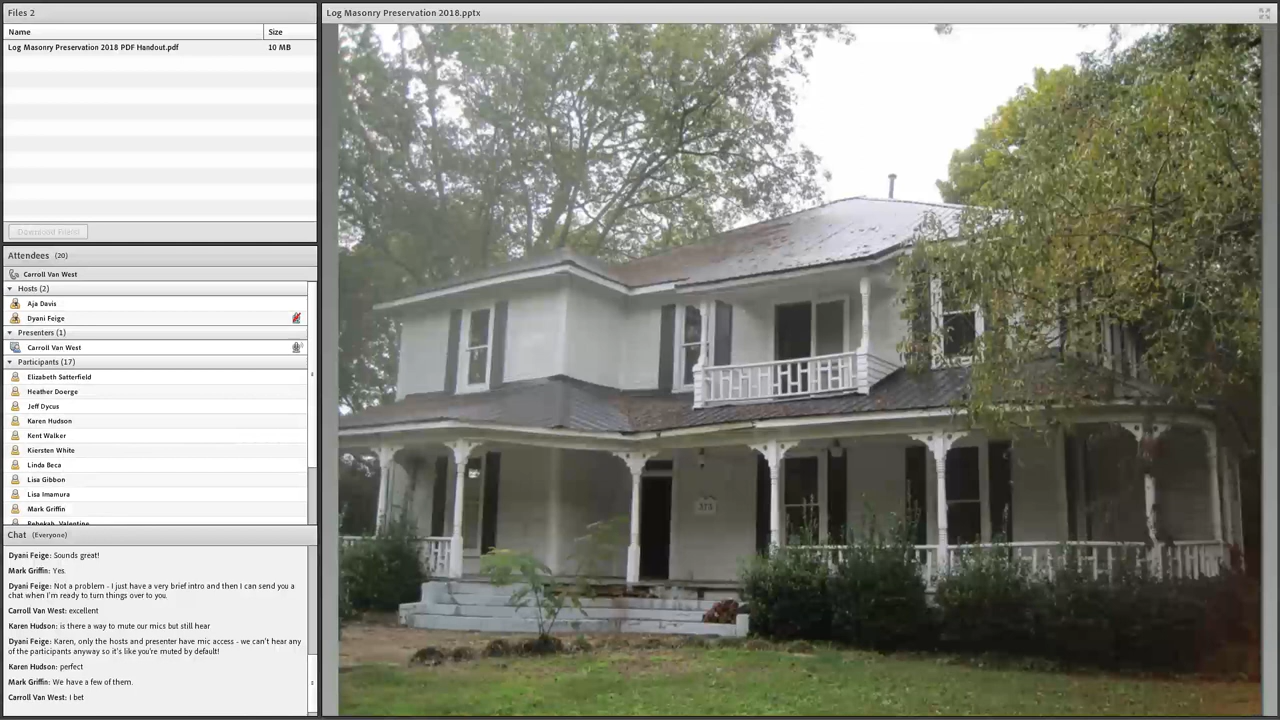 Files 2
Name Size
Log Masonry Preservation 2018 PDF Handout.pdf 10 MB
Download File(s)
Attendees (20)
Carroll Van West
Hosts (2)
Aja Davis
Dyani Feige
Presenters (1)
Carroll Van West
Participants (17)
Elizabeth Satterfield
Heather Doerge
Jeff Dycus
Karen Hudson
Kent Walker
Kiersten White
Linda Beca
Lisa Gibbon
Lisa Imamura
Mark Griffin
Rebekah, Valentine
Chat (Everyone)
Dyani Feige: Sounds great!
Mark Griffin: Yes.
Dyani Feige: Not a problem - I just have a very brief intro and then I can send you a
chat when I'm ready to turn things over to you.
Carroll Van West: excellent
Karen Hudson: is there a way to mute our mics but still hear
Dyani Feige: Karen, only the hosts and presenter have mic access - we can't hear any
of the participants anyway so it's like you're muted by default!
Karen Hudson: perfect
Mark Griffin: We have a few of them.
Carroll Van West: I bet
Log Masonry Preservation 2018.pptx
375